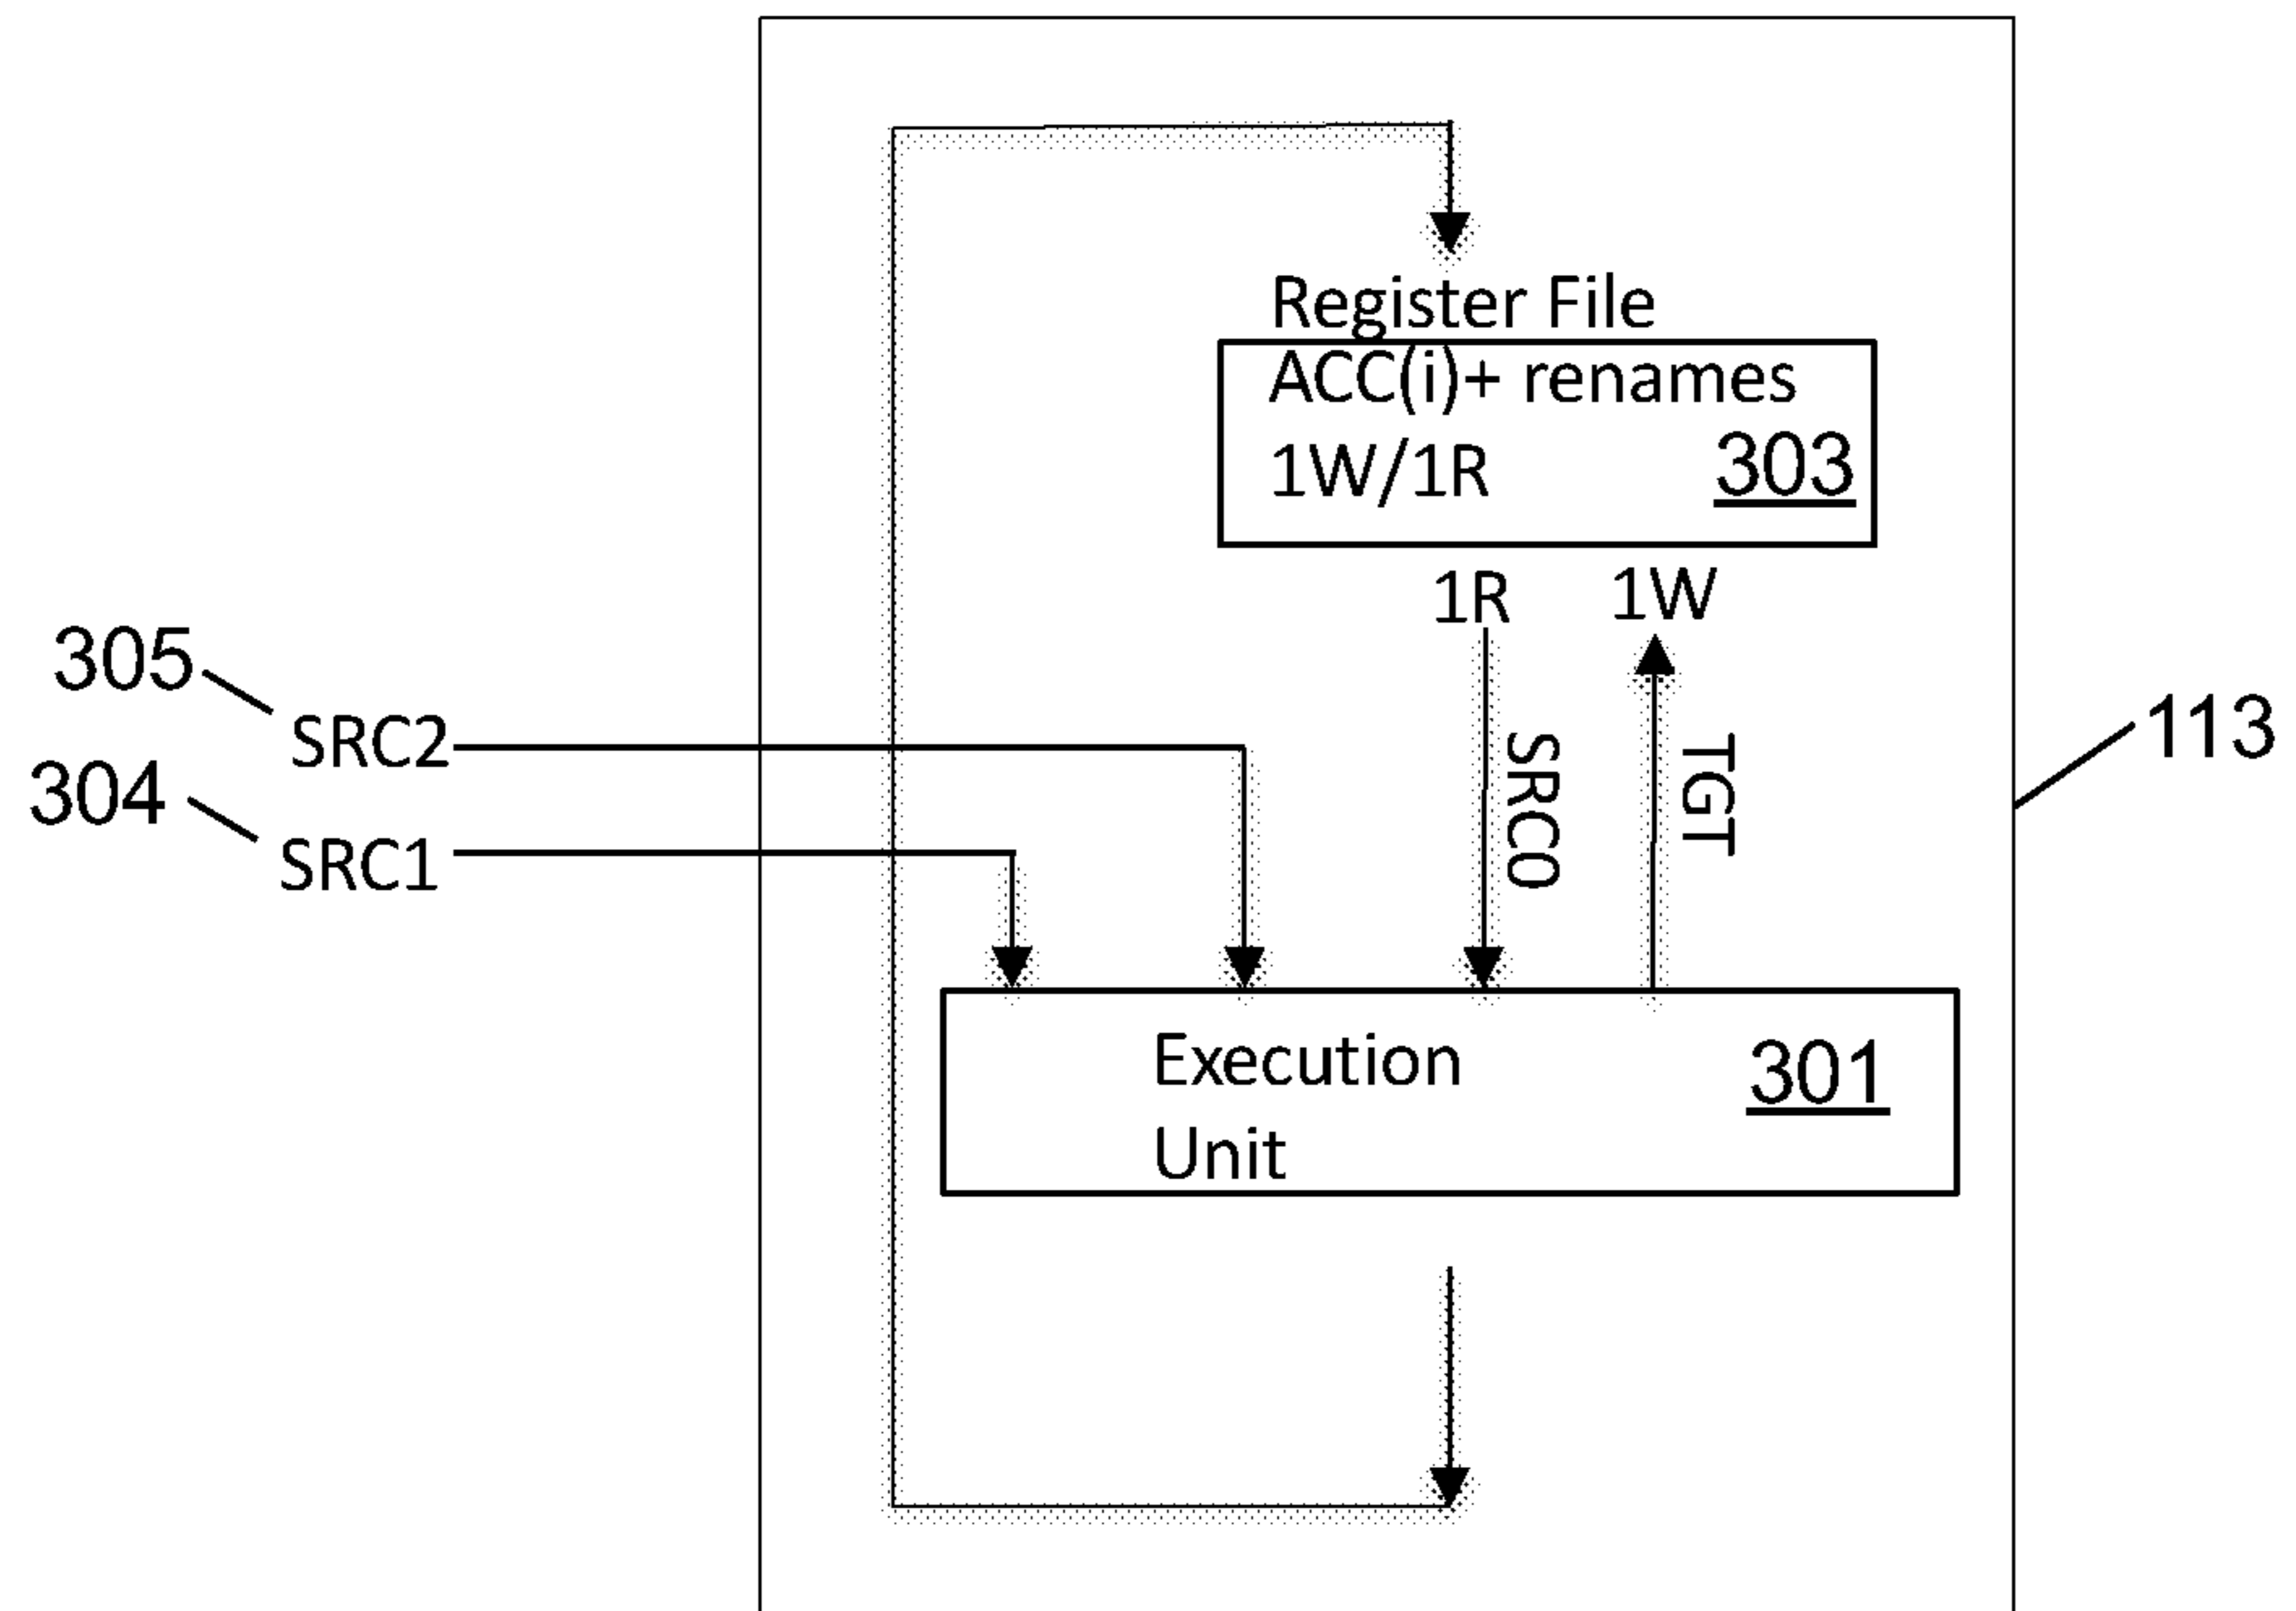 Register File
ACC(i)+ renames
1W/1R
303
1R
1W
305
SRC2
304
SRC1
SRC0
TGT
113
Execution
Unit
301